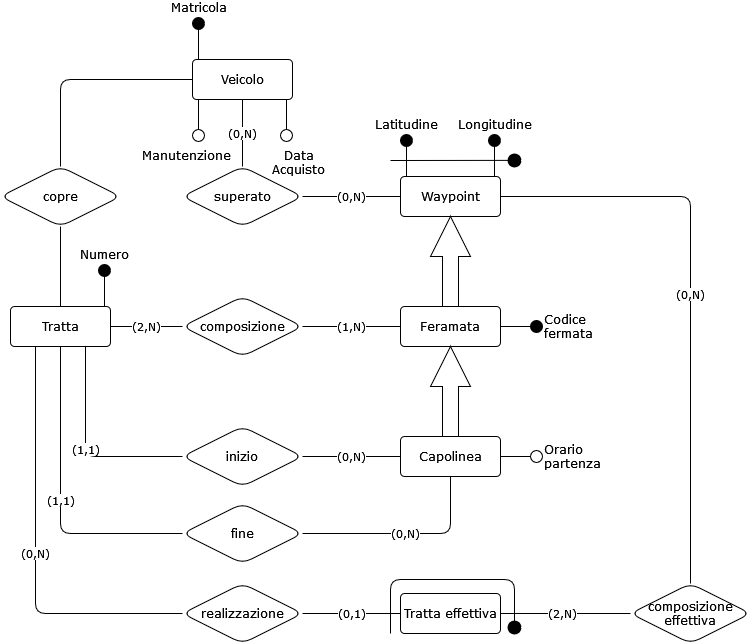 Matricola
Veicolo
(0,N)
Manutenzione
Data
Acquisto
Latitudine
Longitudine
copre
superato
(0,N)
Waypoint
Numero
(0,N)
Tratta
(2,N)
composizione
(1,N)
Feramata
Codice
fermata
(1,1)
inizio
(0,N)
Capolinea
Orario
partenza
(1,1)
fine
(0,N)
(0,N)
realizzazione
(0,1)
Tratta effettiva
(2,N)
composizione
effettiva